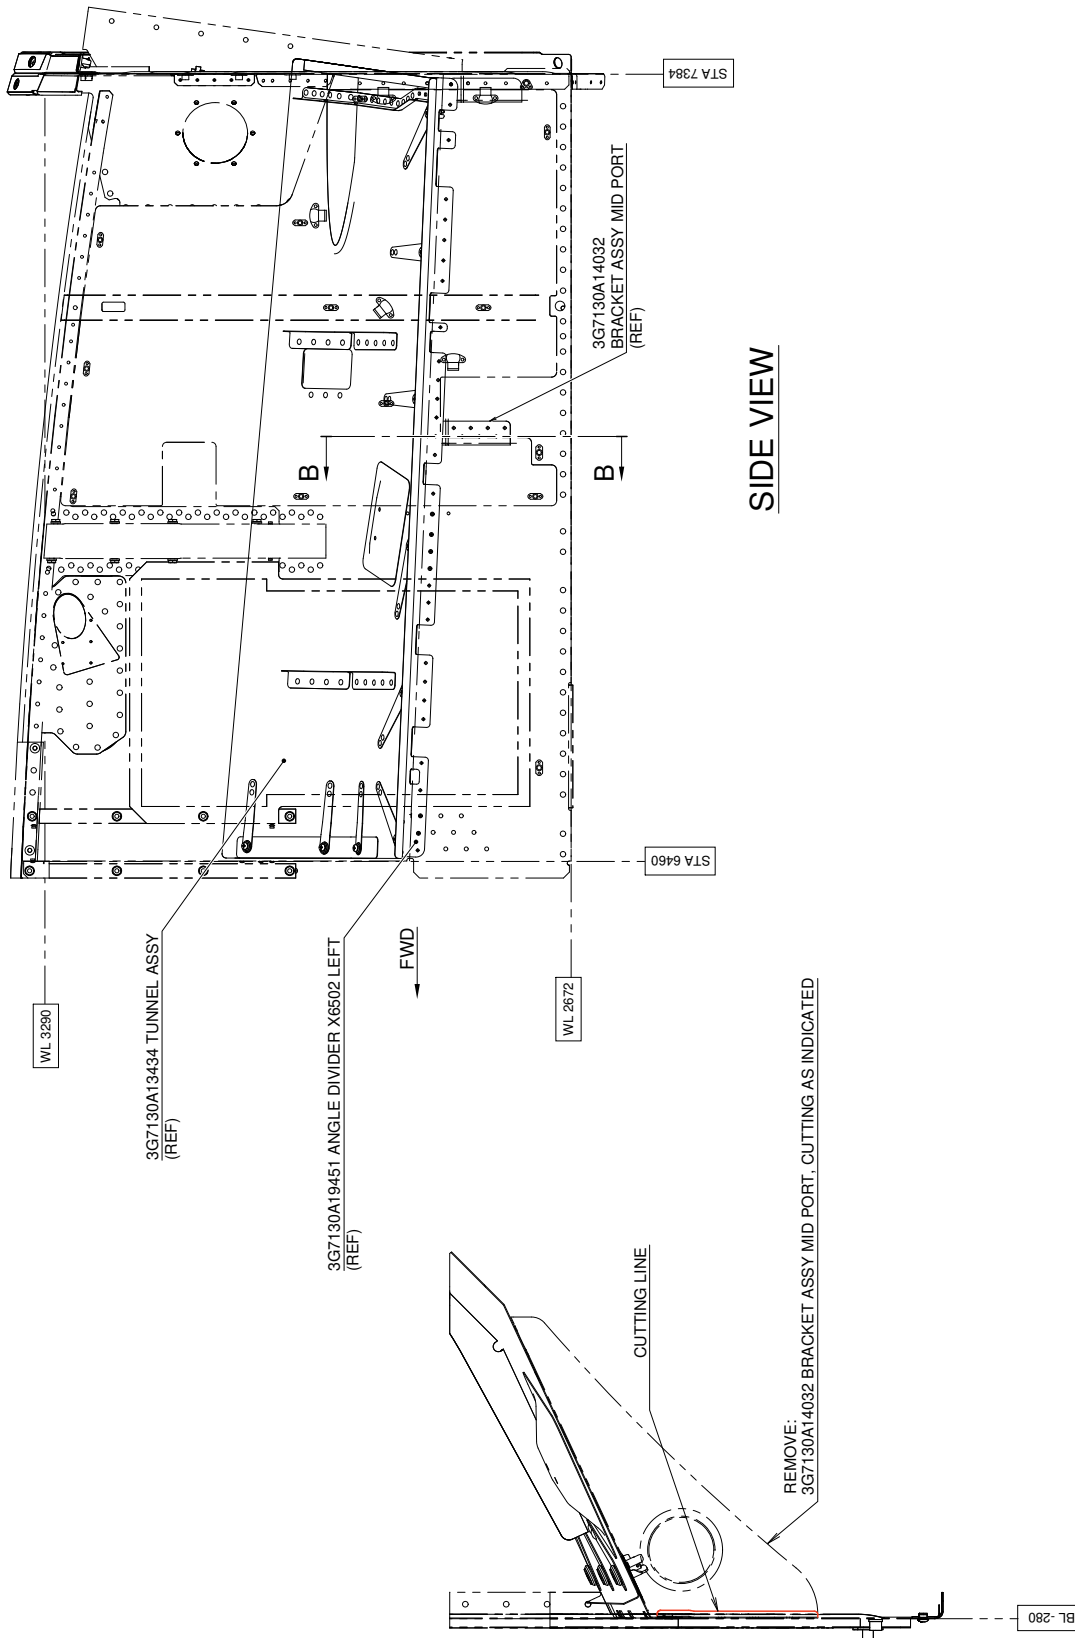 STA 7384
3G7130A14032
BRACKET ASSY MID PORT
(REF)
B
B
SIDE VIEW
STA 6460
WL 3290
3G7130A13434 TUNNEL ASSY
(REF)
3G7130A19451 ANGLE DIVIDER X6502 LEFT
(REF)
FWD
WL 2672
CUTTING LINE
REMOVE:
3G7130A14032 BRACKET ASSY MID PORT, CUTTING AS INDICATED
BL -280